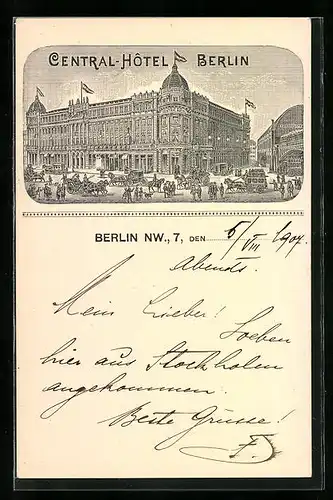 CENTRAL-HÔTEL BERLIN
BERLIN NW., 7, DEN 6/VIII 1907.
Abends.
Mein Lieber! Soeben
hier aus Stockholm
angekommen.
Beste Grüsse!
F.